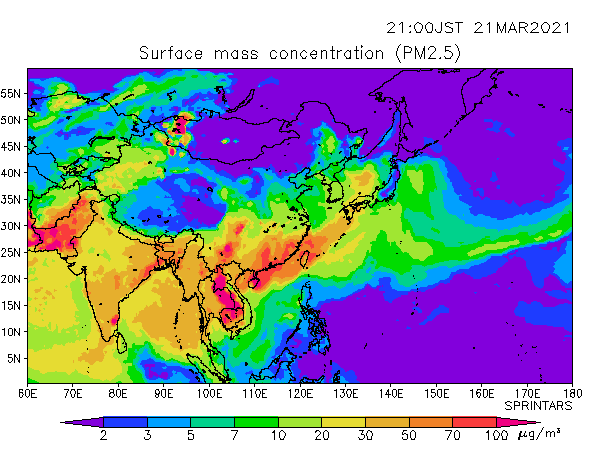 21:00JST 21MAR2021
Surface mass concentration (PM2.5)
55N
50N
45N
40N
35N
30N
25N
20N
15N
10N
5N
60E 70E 80E 90E 100E 110E 120E 130E 140E 150E 160E 170E 180
SPRINTARS
2 3 5 7 10 20 30 50 70 100 μg/m³